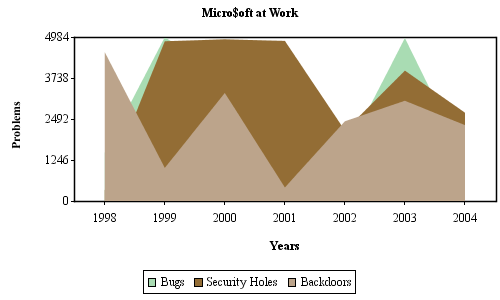 Micro$oft at Work
4984
3738
2492
1246
0
Problems
1998 1999 2000 2001 2002 2003 2004
Years
Bugs Security Holes Backdoors